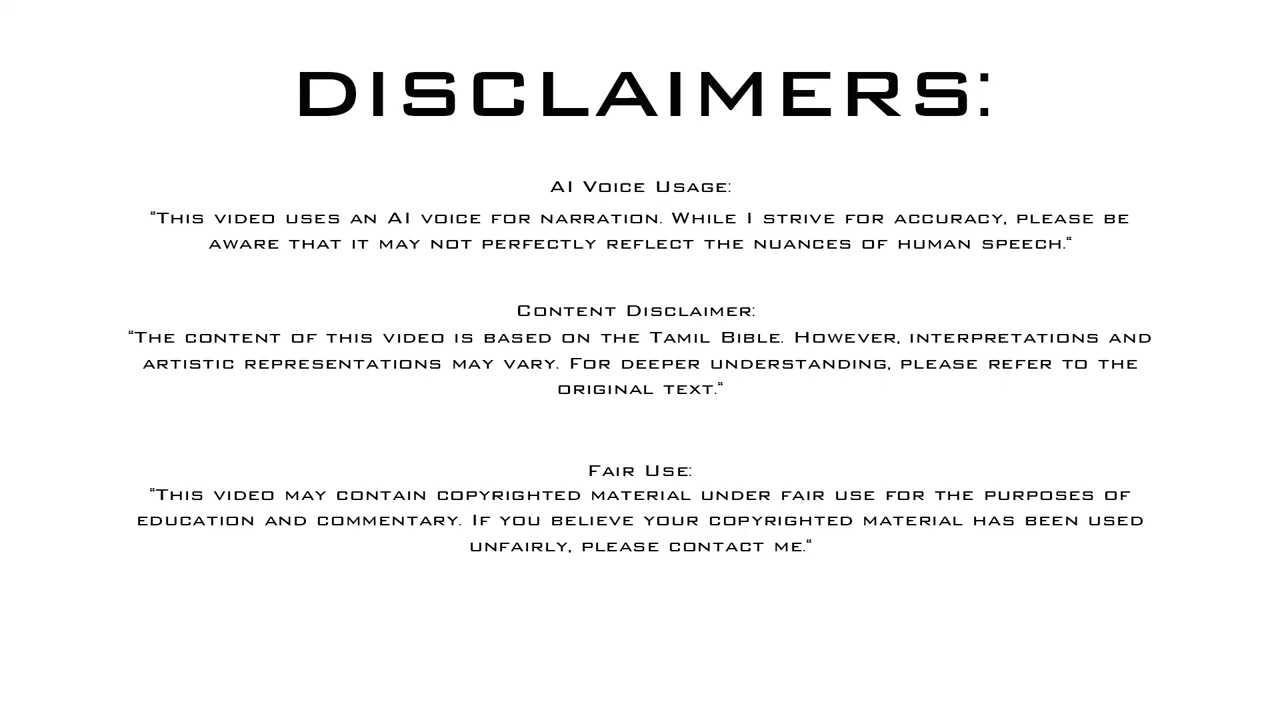 DISCLAIMERS:
AI Voice Usage:
“This video uses an AI voice for narration. While I strive for accuracy, please be
aware that it may not perfectly reflect the nuances of human speech.“
Content Disclaimer:
“The content of this video is based on the Tamil Bible. However, interpretations and
artistic representations may vary. For deeper understanding, please refer to the
original text.“
Fair Use:
“This video may contain copyrighted material under fair use for the purposes of
education and commentary. If you believe your copyrighted material has been used
unfairly, please contact me.“